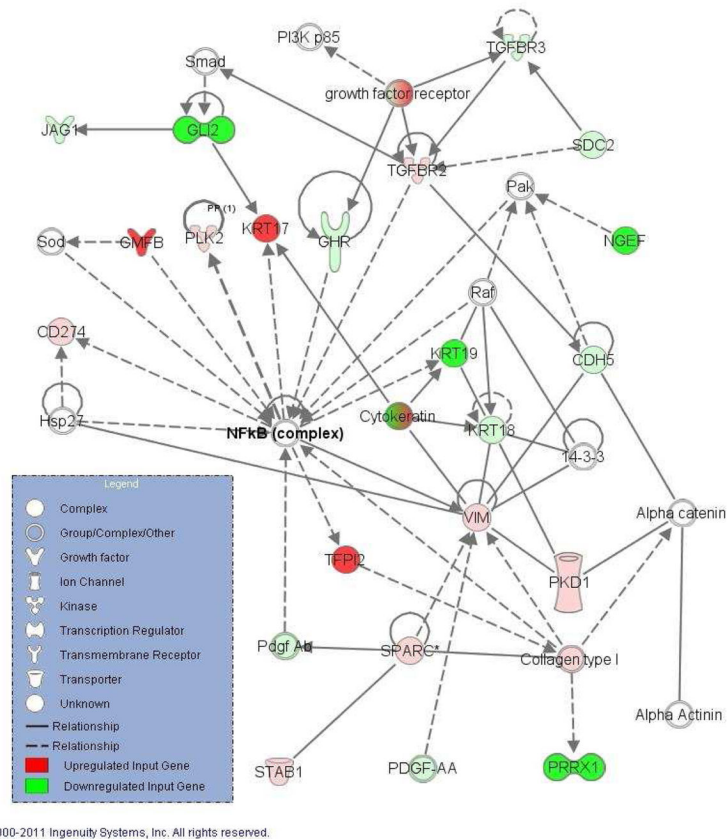 PI3K p85
TGFBR3
Smad
growth factor receptor
JAG1
GLI2
SDC2
TGFBR2
Pak
PP (1)
Sod
GMFB
PLK2
KRT17
GHR
NGEF
Raf
CD274
KRT19
CDH5
Hsp27
Cytokeratin
NFkB (complex)
KRT18
14-3-3
VIM
Alpha catenin
TFPI2
PKD1
Pdgf Ab
SPARC*
Collagen type I
Alpha Actinin
STAB1
PDGF-AA
PRRX1
Legend
Complex
Group/Complex/Other
Growth factor
Ion Channel
Kinase
Transcription Regulator
Transmembrane Receptor
Transporter
Unknown
Relationship
Relationship
Upregulated Input Gene
Downregulated Input Gene
000-2011 Ingenuity Systems, Inc. All rights reserved.